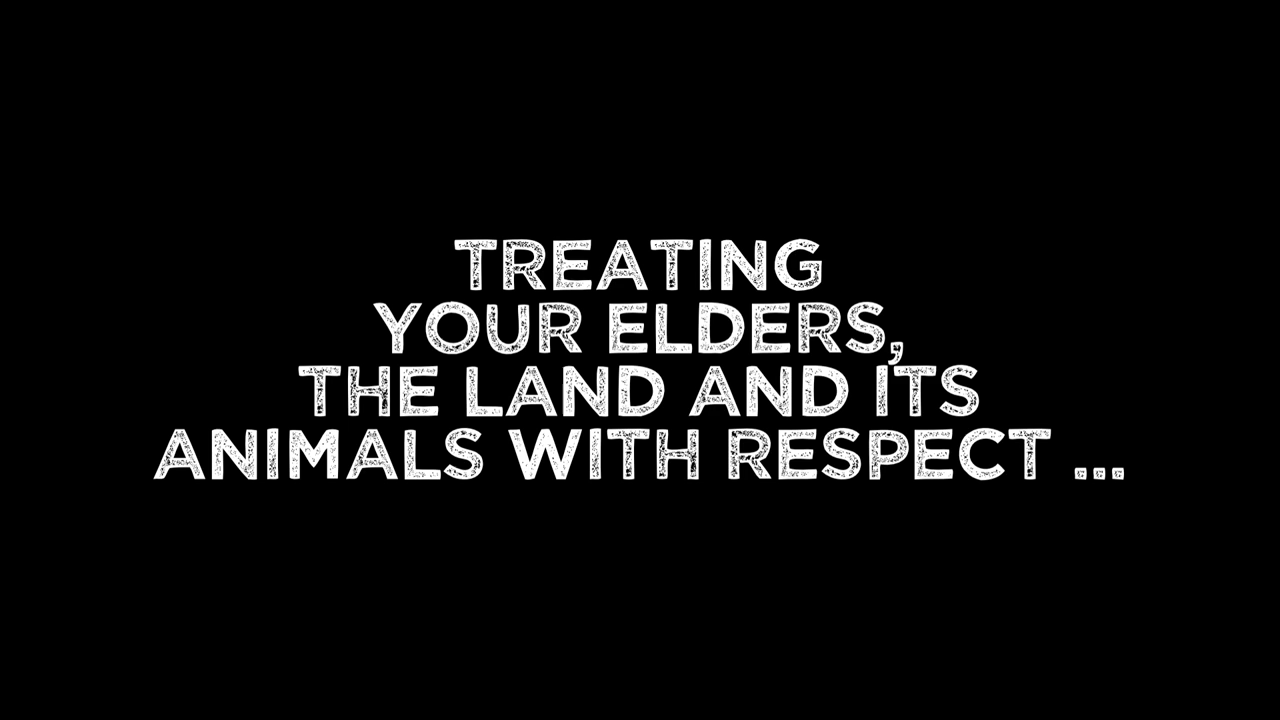 TREATING
YOUR ELDERS,
THE LAND AND ITS
ANIMALS WITH RESPECT ...